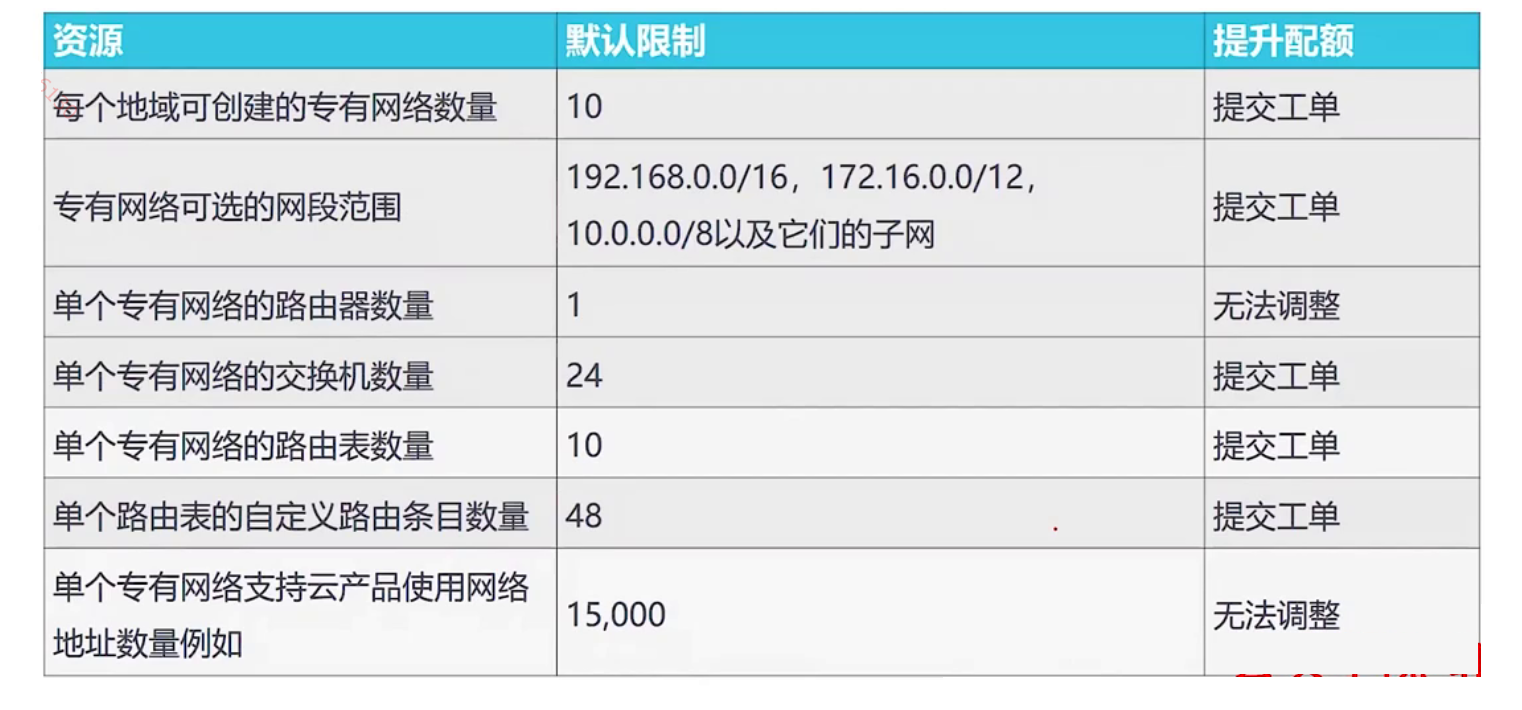 资源 默认限制 提升配额
每个地域可创建的专有网络数量 10 提交工单
专有网络可选的网段范围 192.168.0.0/16，172.16.0.0/12，
10.0.0.0/8以及它们的子网 提交工单
单个专有网络的路由器数量 1 无法调整
单个专有网络的交换机数量 24 提交工单
单个专有网络的路由表数量 10 提交工单
单个路由表的自定义路由条目数量 48 提交工单
单个专有网络支持云产品使用网络
地址数量例如 15,000 无法调整